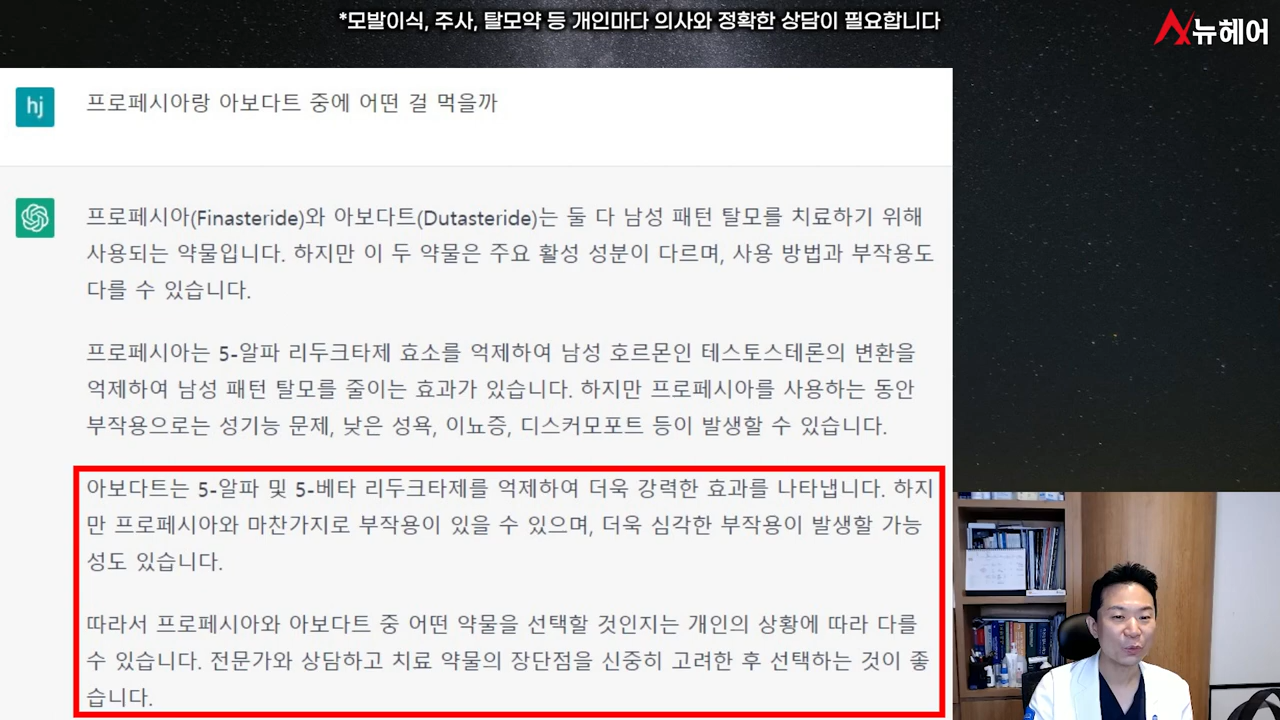 *모발이식, 주사, 탈모약 등 개인마다 의사와 정확한 상담이 필요합니다
뉴헤어
hj
프로페시아랑 아보다트 중에 어떤 걸 먹을까
프로페시아(Finasteride)와 아보다트(Dutasteride)는 둘 다 남성 패턴 탈모를 치료하기 위해
사용되는 약물입니다. 하지만 이 두 약물은 주요 활성 성분이 다르며, 사용 방법과 부작용도
다를 수 있습니다.
프로페시아는 5-알파 리두크타제 효소를 억제하여 남성 호르몬인 테스토스테론의 변환을
억제하여 남성 패턴 탈모를 줄이는 효과가 있습니다. 하지만 프로페시아를 사용하는 동안
부작용으로는 성기능 문제, 낮은 성욕, 이뇨증, 디스커모포트 등이 발생할 수 있습니다.
아보다트는 5-알파 및 5-베타 리두크타제를 억제하여 더욱 강력한 효과를 나타냅니다. 하지
만 프로페시아와 마찬가지로 부작용이 있을 수 있으며, 더욱 심각한 부작용이 발생할 가능
성도 있습니다.
따라서 프로페시아와 아보다트 중 어떤 약물을 선택할 것인지는 개인의 상황에 따라 다를
수 있습니다. 전문가와 상담하고 치료 약물의 장단점을 신중히 고려한 후 선택하는 것이 좋
습니다.